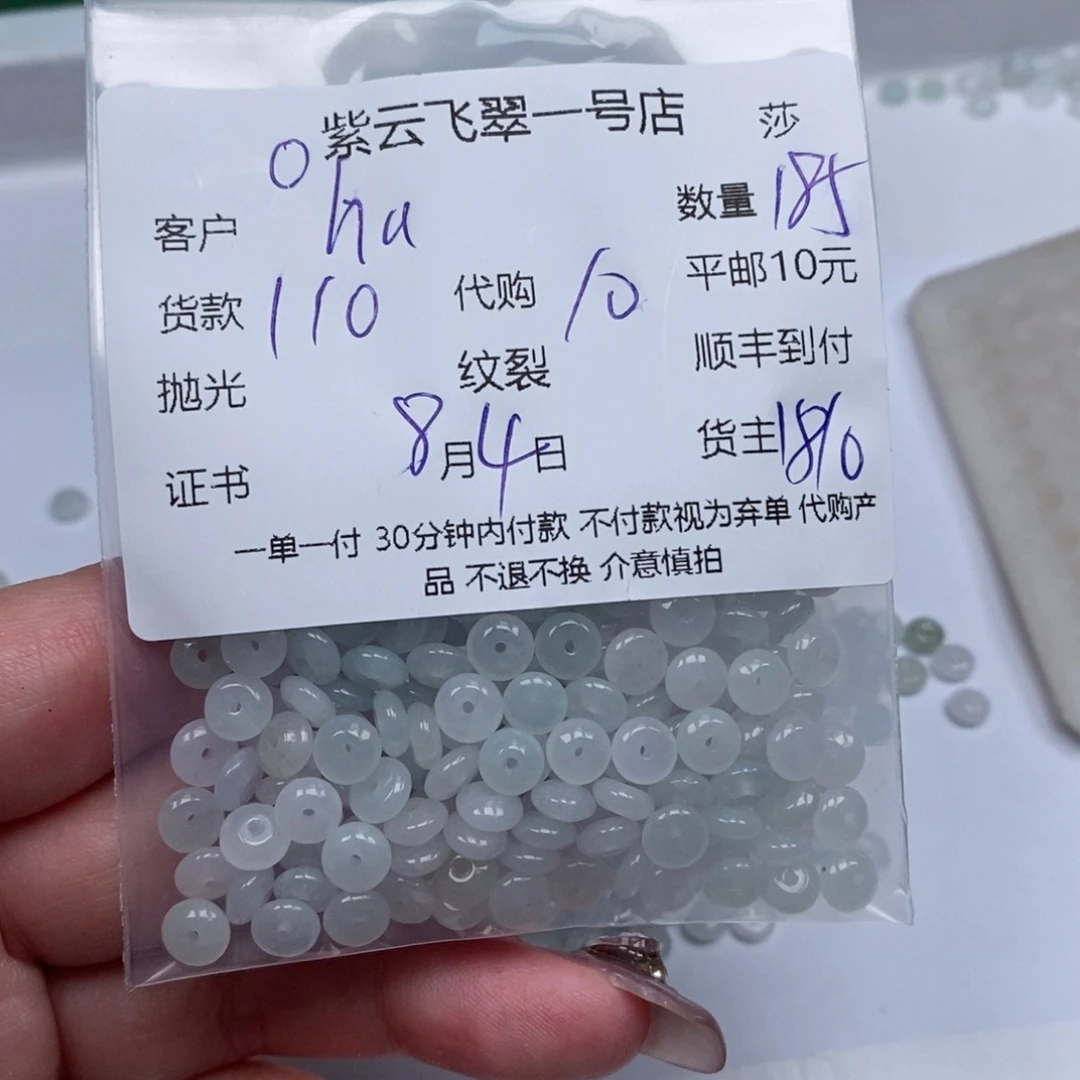 紫云飞翠一号店 莎
客户 Oha 数量 185
货款 110 代购 10 平邮10元
抛光 纹裂 顺丰到付
证书 8月4日 货主 1810
一单一付 30分钟内付款 不付款视为弃单 代购产
品 不退不换 介意慎拍